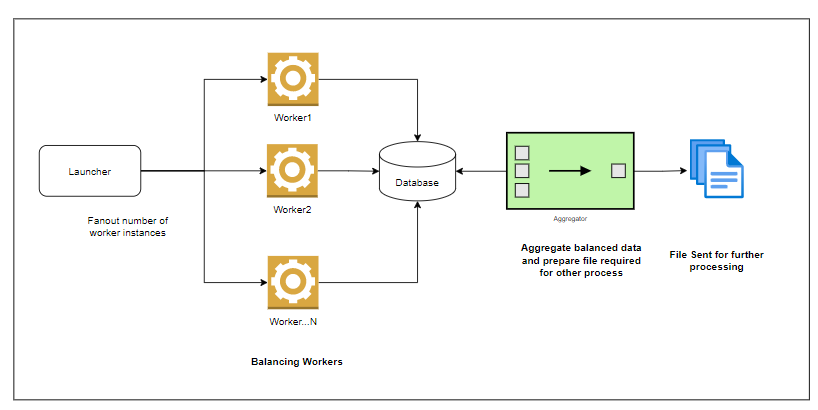 Launcher
Fanout number of
worker instances
Worker1
Worker2
Worker...N
Balancing Workers
Database
Aggregator
Aggregate balanced data
and prepare file required
for other process
File Sent for further
processing